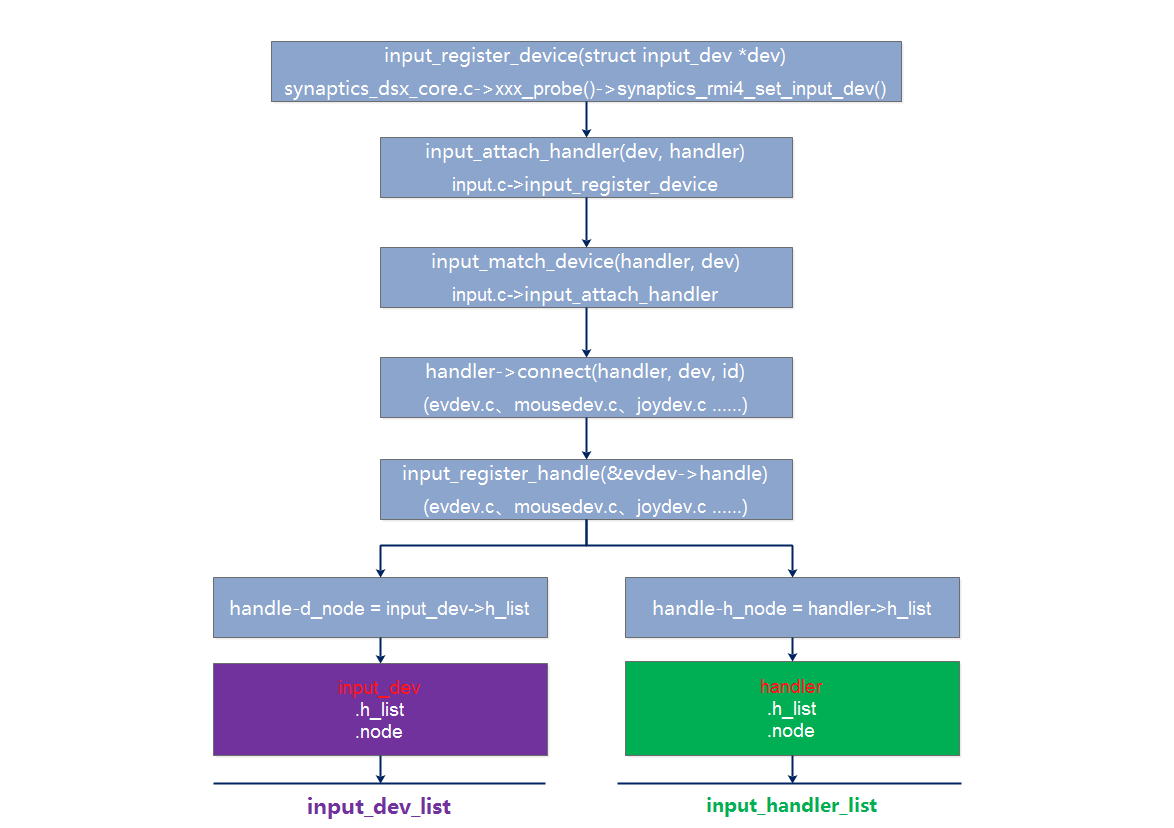 input_register_device(struct input_dev *dev)
synaptics_dsx_core.c->xxx_probe()->synaptics_rmi4_set_input_dev()
input_attach_handler(dev, handler)
input.c->input_register_device
input_match_device(handler, dev)
input.c->input_attach_handler
handler->connect(handler, dev, id)
(evdev.c、mousedev.c、joydev.c ......)
input_register_handle(&evdev->handle)
(evdev.c、mousedev.c、joydev.c ......)
handle-d_node = input_dev->h_list
handle-h_node = handler->h_list
input_dev
.h_list
.node
handler
.h_list
.node
input_dev_list
input_handler_list